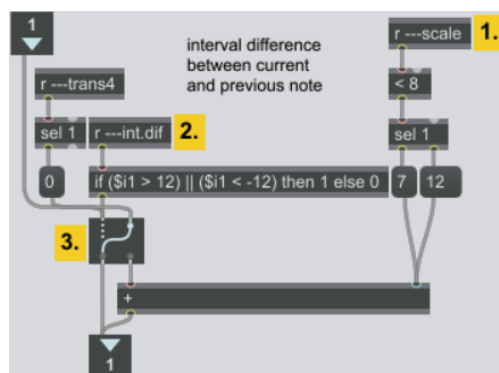 1
interval difference
between current
and previous note
r ---scale
1.
r ---trans4
< 8
sel 1
r ---int.dif
2.
sel 1
0
if ($i1 > 12) || ($i1 < -12) then 1 else 0
7
12
3.
+
1